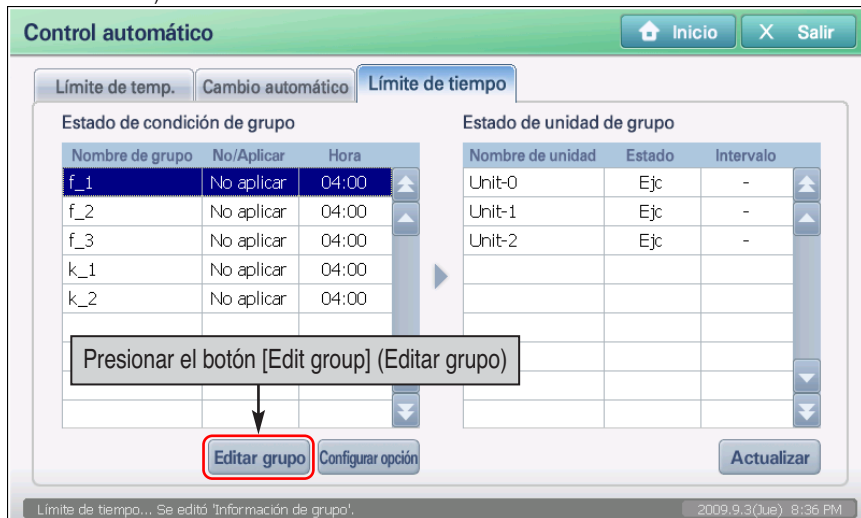 Control automático
Inicio
X Salir
Límite de temp.
Cambio automático
Límite de tiempo
Estado de condición de grupo
Nombre de grupo No/Aplicar Hora
f_1 No aplicar 04:00
f_2 No aplicar 04:00
f_3 No aplicar 04:00
k_1 No aplicar 04:00
k_2 No aplicar 04:00
Estado de unidad de grupo
Nombre de unidad Estado Intervalo
Unit-0 Ejc -
Unit-1 Ejc -
Unit-2 Ejc -
Presionar el botón [Edit group] (Editar grupo)
Editar grupo
Configurar opción
Actualizar
Límite de tiempo... Se editó 'Información de grupo'.
2009.9.3(Jue) 8:36 PM